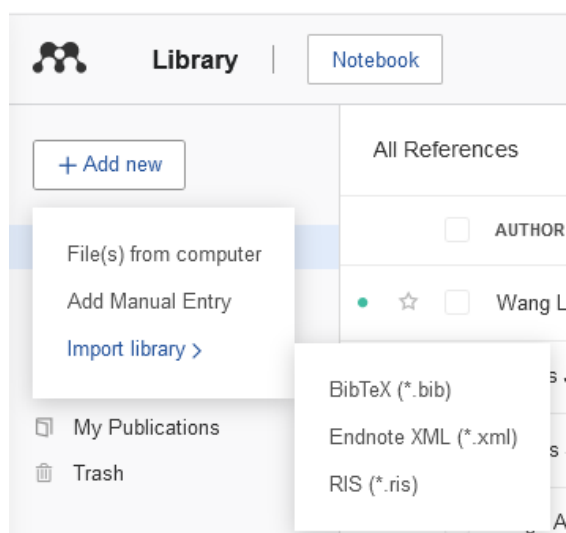 Library
Notebook
+ Add new
All References
AUTHOR
File(s) from computer
Add Manual Entry
Import library >
Wang L
BibTeX (*.bib)
Endnote XML (*.xml)
RIS (*.ris)
My Publications
Trash